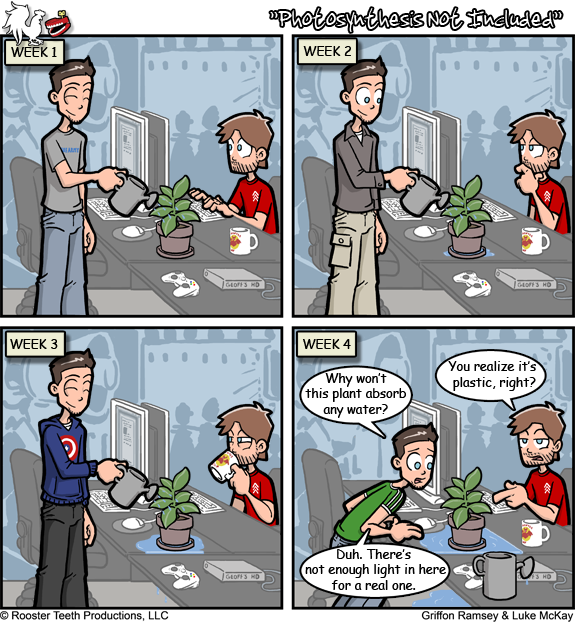 "Photosynthesis Not Included"
WEEK 1
GEOFF'S HD
WEEK 2
GEOFF'S HD
WEEK 3
GEOFF'S HD
WEEK 4
Why won't
this plant absorb
any water?
You realize it's
plastic, right?
Duh. There's
not enough light in here
for a real one.
© Rooster Teeth Productions, LLC
Griffon Ramsey & Luke McKay